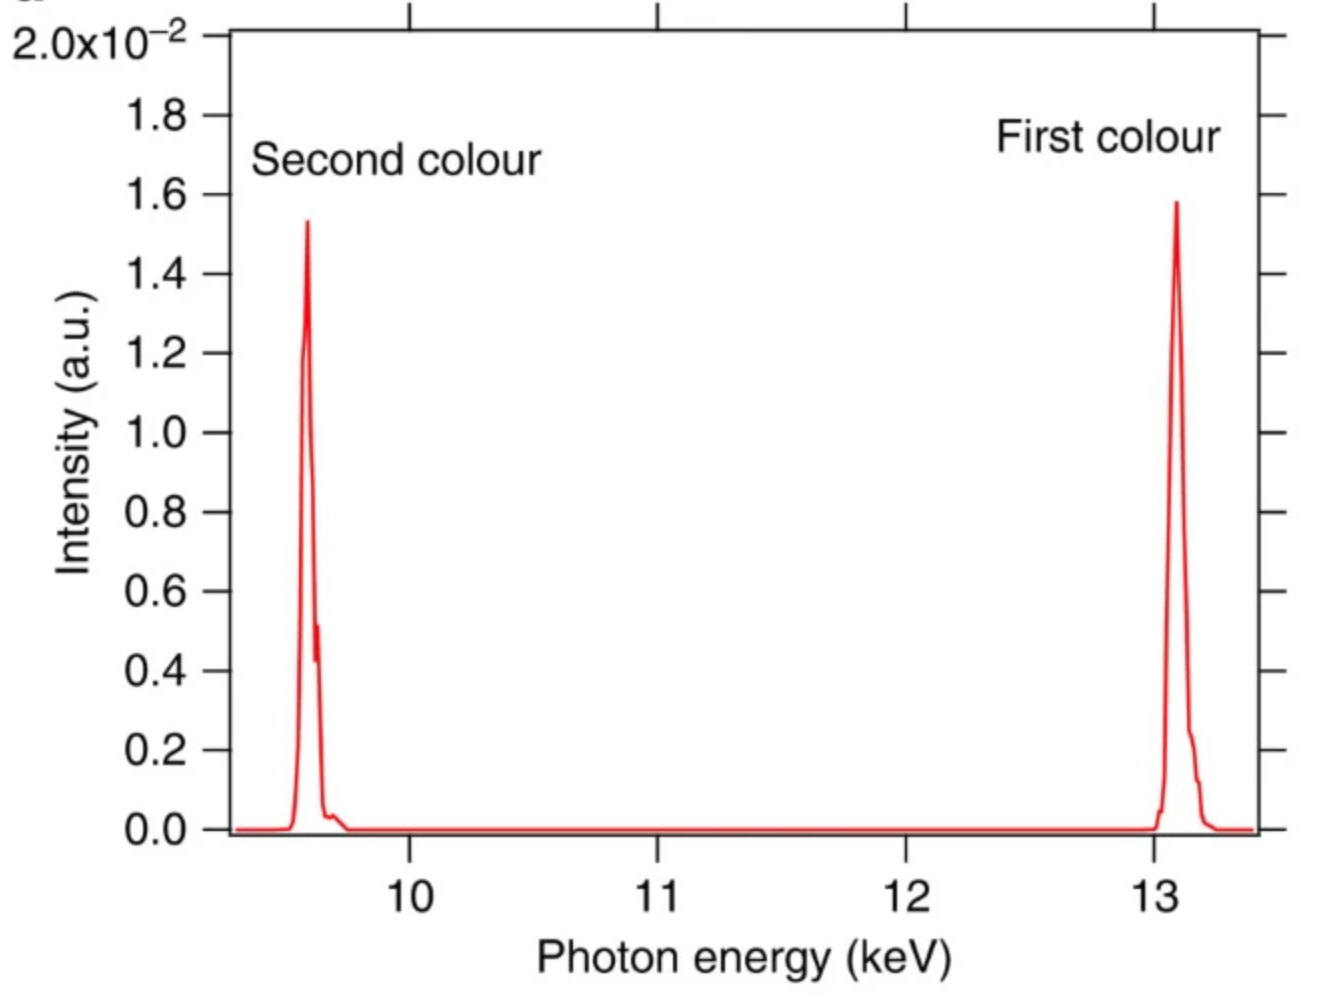 2.0x10⁻²
1.8
1.6
1.4
1.2
1.0
0.8
0.6
0.4
0.2
0.0
Intensity (a.u.)
Second colour
First colour
10 11 12 13
Photon energy (keV)